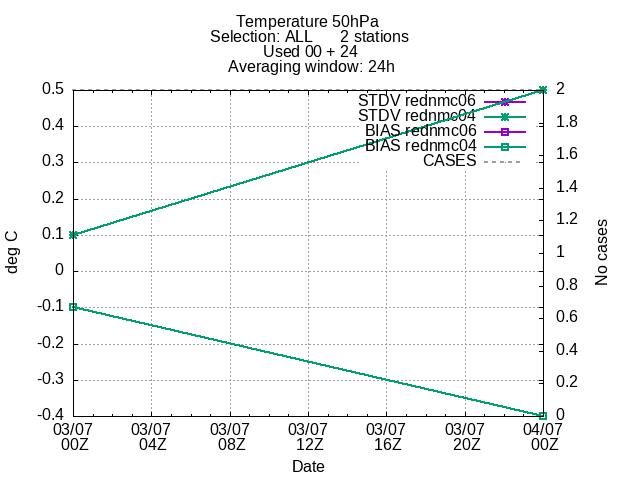 Temperature 50hPa
Selection: ALL 2 stations
Used 00 + 24
Averaging window: 24h
STDV rednmc06
STDV rednmc04
BIAS rednmc06
BIAS rednmc04
CASES
0.5
0.4
0.3
0.2
0.1
0
-0.1
-0.2
-0.3
-0.4
deg C
2
1.8
1.6
1.4
1.2
1
0.8
0.6
0.4
0.2
0
No cases
03/07 03/07 03/07 03/07 03/07 03/07 04/07
00Z 04Z 08Z 12Z 16Z 20Z 00Z
Date